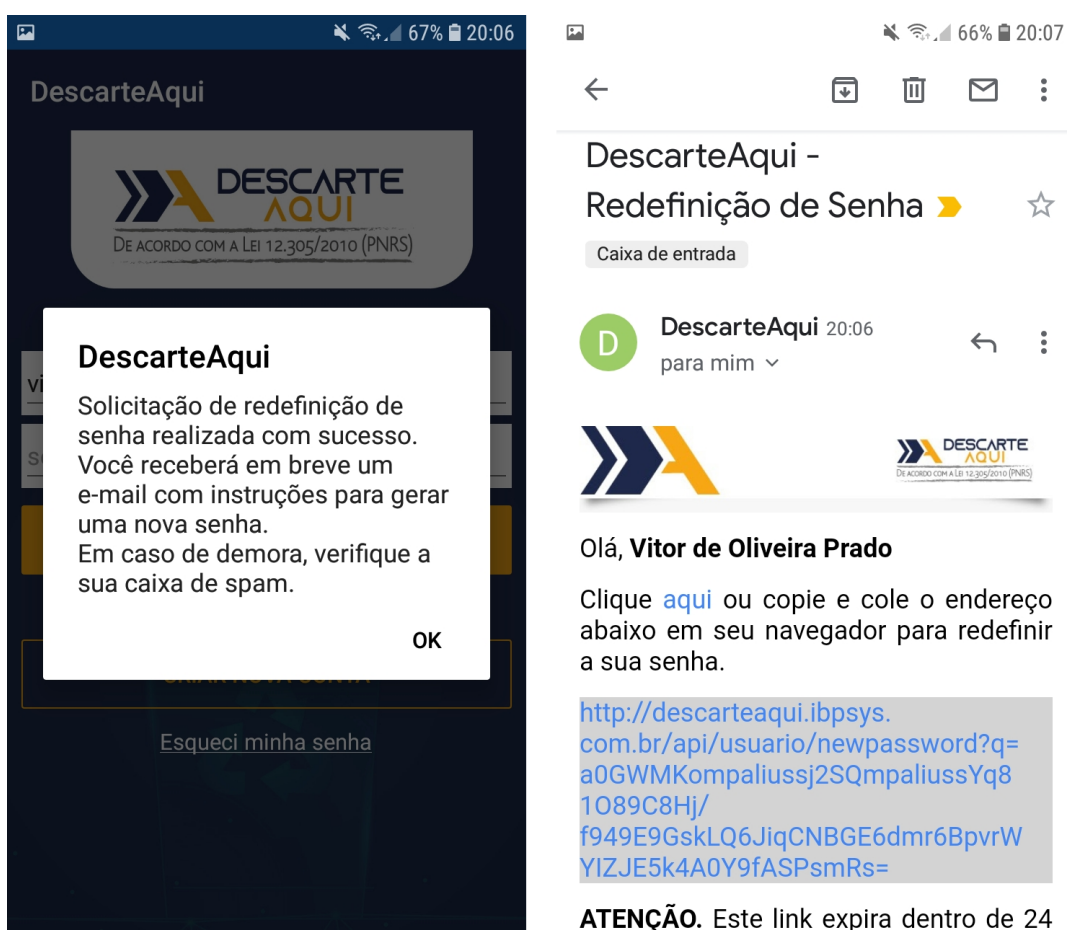 67% 20:06
DescarteAqui
DESCARTE
AQUI
DE ACORDO COM A LEI 12.305/2010 (PNRS)
vi
DescarteAqui
Solicitação de redefinição de
senha realizada com sucesso.
Você receberá em breve um
e-mail com instruções para gerar
uma nova senha.
Em caso de demora, verifique a
sua caixa de spam.
OK
CRIAR NOVA CONTA
Esqueci minha senha
66% 20:07
DescarteAqui -
Redefinição de Senha
Caixa de entrada
D
DescarteAqui 20:06
para mim
DESCARTE
AQUI
DE ACORDO COM A LEI 12.305/2010 (PNRS)
Olá, Vitor de Oliveira Prado
Clique aqui ou copie e cole o endereço
abaixo em seu navegador para redefinir
a sua senha.
http://descarteaqui.ibpsys.
com.br/api/usuario/newpassword?q=
a0GWMKompaliussj2SQmpaliussYq8
1O89C8Hj/
f949E9GskLQ6JiqCNBGE6dmr6BpvrW
YIZJE5k4A0Y9fASPsmRs=
ATENÇÃO. Este link expira dentro de 24